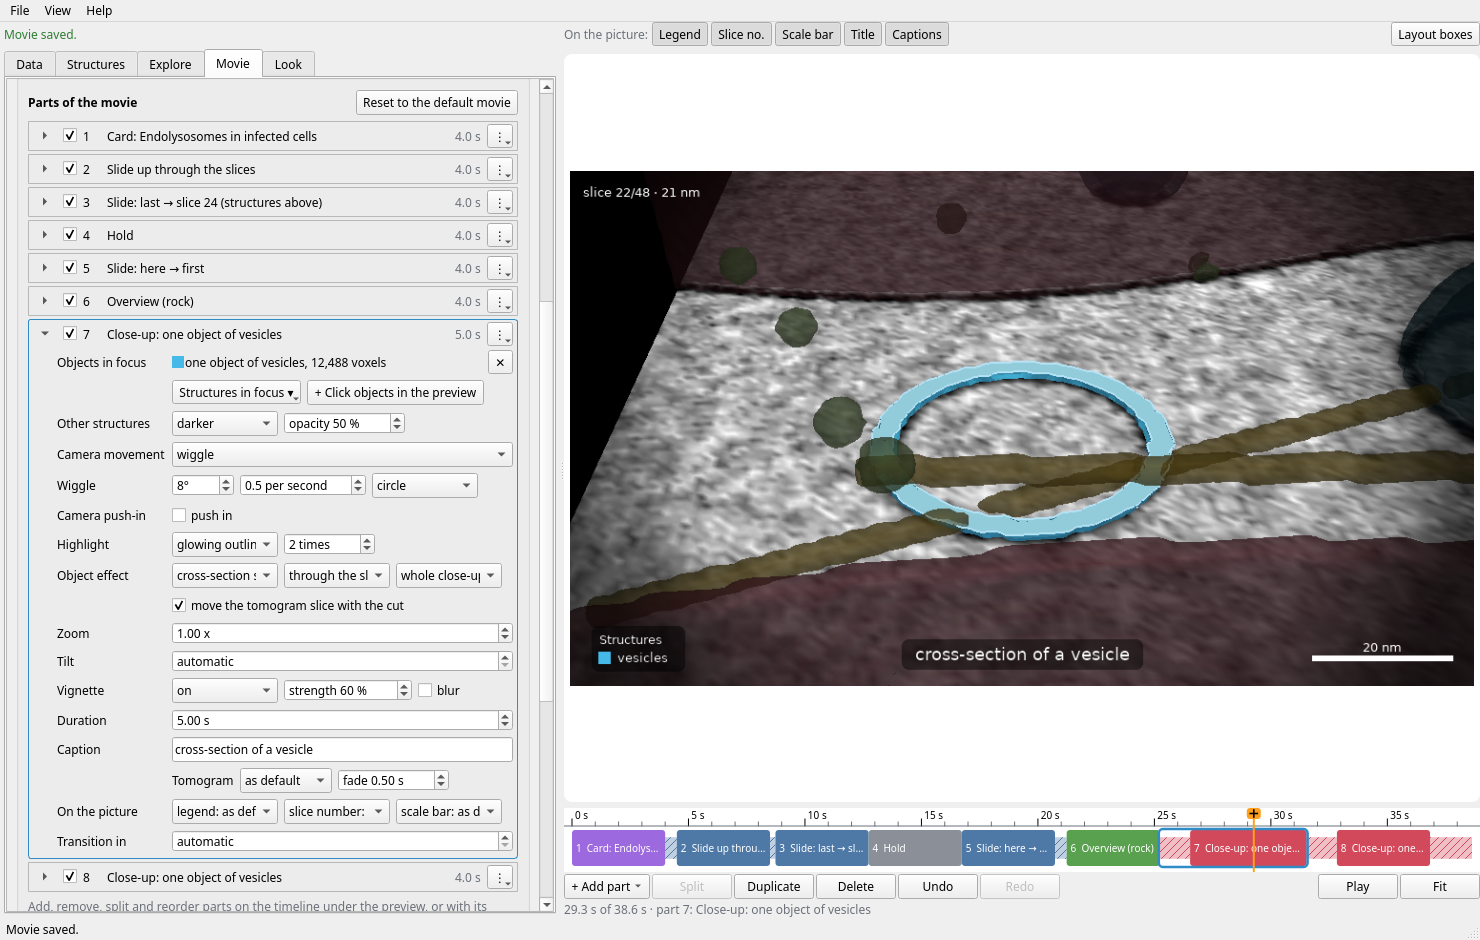 File View Help
Movie saved.
On the picture: Legend Slice no. Scale bar Title Captions Layout boxes
Data Structures Explore Movie Look
Parts of the movie Reset to the default movie
1 Card: Endolysosomes in infected cells 4.0 s
2 Slide up through the slices 4.0 s
3 Slide: last → slice 24 (structures above) 4.0 s
4 Hold 4.0 s
5 Slide: here → first 4.0 s
6 Overview (rock) 4.0 s
7 Close-up: one object of vesicles 5.0 s
Objects in focus one object of vesicles, 12,488 voxels
Structures in focus ▾ + Click objects in the preview
Other structures darker opacity 50 %
Camera movement wiggle
Wiggle 8° 0.5 per second circle
Camera push-in push in
Highlight glowing outlin 2 times
Object effect cross-section through the sl whole close-up
move the tomogram slice with the cut
Zoom 1.00 x
Tilt automatic
Vignette on strength 60 % blur
Duration 5.00 s
Caption cross-section of a vesicle
Tomogram as default fade 0.50 s
On the picture legend: as def slice number: scale bar: as d
Transition in automatic
8 Close-up: one object of vesicles 4.0 s
Add, remove, split and reorder parts on the timeline under the preview, or with its
slice 22/48 · 21 nm
Structures
vesicles
cross-section of a vesicle
20 nm
0 s 5 s 10 s 15 s 20 s 25 s 30 s 35 s
1 Card: Endolys... 2 Slide up throu... 3 Slide: last → sl... 4 Hold 5 Slide: here → ... 6 Overview (rock) 7 Close-up: one obje... 8 Close-up: one...
+ Add part Split Duplicate Delete Undo Redo Play Fit
29.3 s of 38.6 s · part 7: Close-up: one object of vesicles
Movie saved.